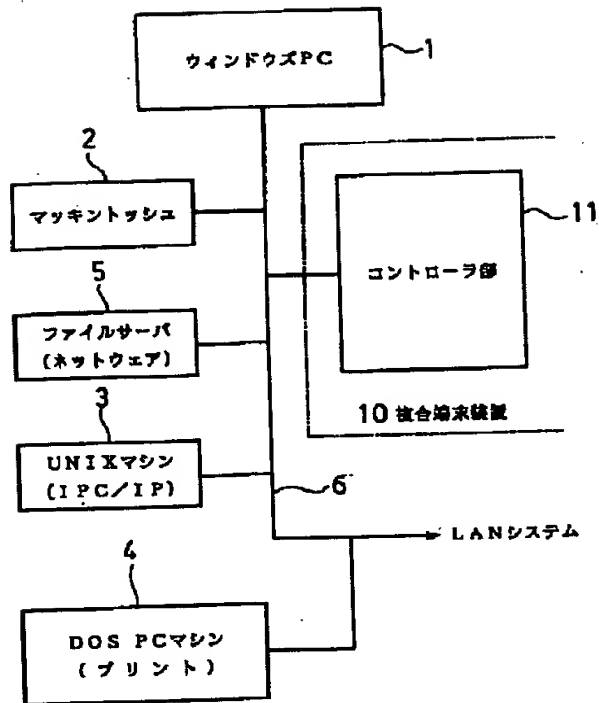 ウィンドウズPC
1
2
マッキントッシュ
コントローラ部
11
5
ファイルサーバ
(ネットウェア)
10 複合端末装置
3
UNIXマシン
(IPC/IP)
6
LANシステム
4
DOS PCマシン
(プリント)